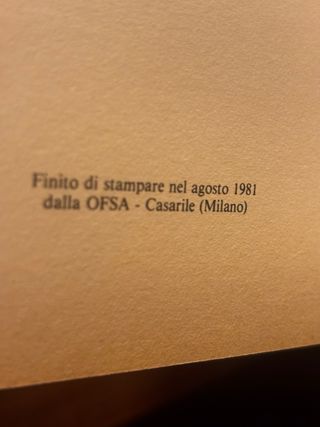 Finito di stampare nel agosto 1981
dalla OFSA - Casarile (Milano)